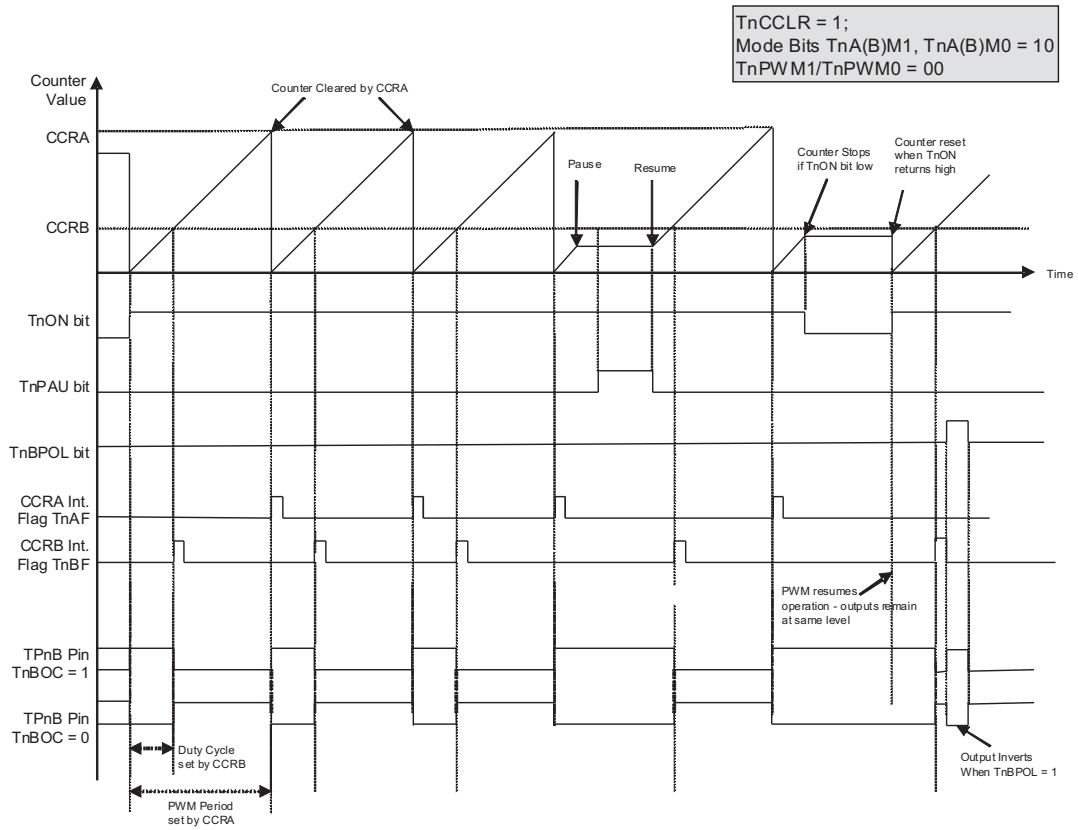 TnCCLR = 1;
Mode Bits TnA(B)M1, TnA(B)M0 = 10
TnPWM1/TnPWM0 = 00
Counter
Value
Counter Cleared by CCRA
CCRA
Pause
Resume
Counter Stops
if TnON bit low
Counter reset
when TnON
returns high
CCRB
Time
TnON bit
TnPAU bit
TnBPOL bit
CCRA Int.
Flag TnAF
CCRB Int.
Flag TnBF
PWM resumes
operation - outputs remain
at same level
TPnB Pin
TnBOC = 1
TPnB Pin
TnBOC = 0
Duty Cycle
set by CCRB
Output Inverts
When TnBPOL = 1
PWM Period
set by CCRA